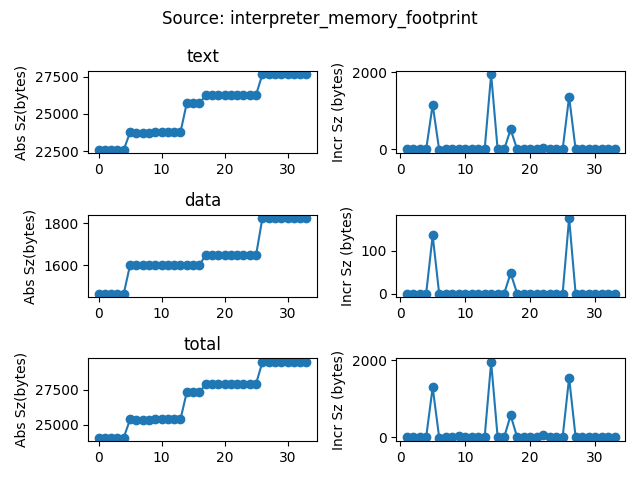 Source: interpreter_memory_footprint
text
Abs Sz(bytes)
27500
25000
22500
0 10 20 30
Incr Sz (bytes)
2000
0
0 10 20 30
data
Abs Sz(bytes)
1800
1600
0 10 20 30
Incr Sz (bytes)
100
0
0 10 20 30
total
Abs Sz(bytes)
27500
25000
0 10 20 30
Incr Sz (bytes)
2000
0
0 10 20 30